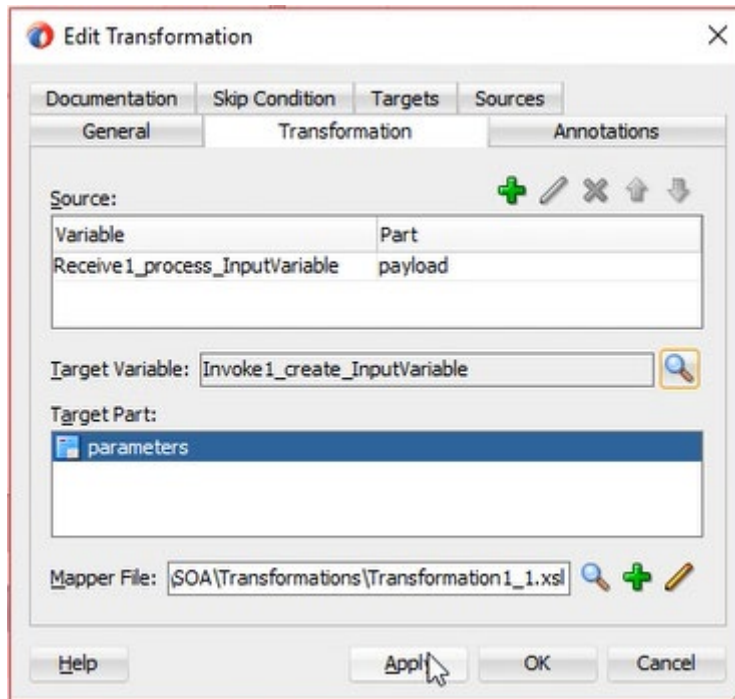 Edit Transformation
Documentation Skip Condition Targets Sources
General Transformation Annotations
Source:
Variable Part
Receive1_process_InputVariable payload
Target Variable: Invoke1_create_InputVariable
Target Part:
parameters
Mapper File: SOA\Transformations\Transformation1_1.xsl
Help Apply OK Cancel